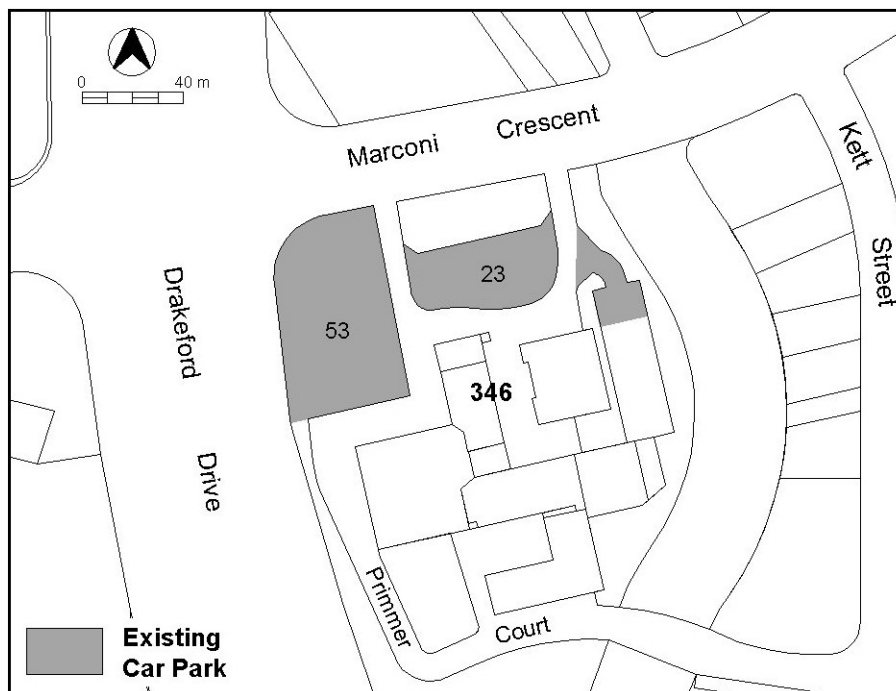 0 40 m
Marconi Crescent
Kett Street
Drakeford Drive
23
53
346
Primmer Court
Existing
Car Park